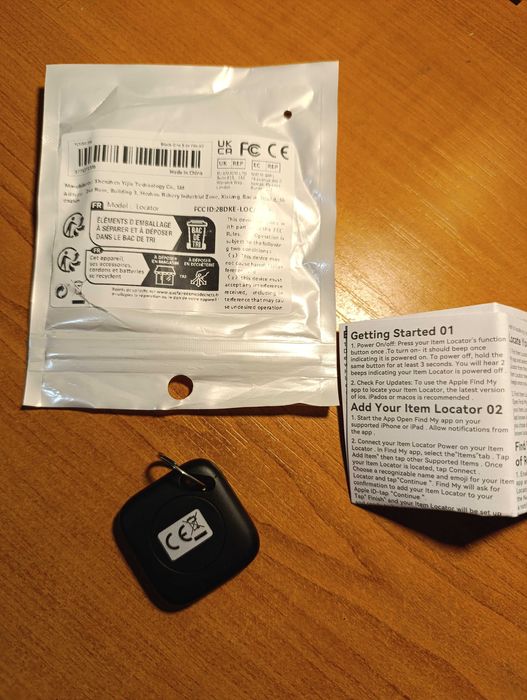 UK
CA
FC CE
UK REP
EC REP
Made In China
Shenzhen Yijia Technology Co., Ltd
FR Model : Locator
FCC ID:2BDKE-LOCA
ÉLÉMENTS D'EMBALLAGE
À SÉPARER ET À DÉPOSER
DANS LE BAC DE TRI
BAC
DE
TRI
FR
Cet appareil,
ses accessoires,
cordons et batteries
se recyclent
À DÉPOSER
EN MAGASIN
À DÉPOSER
EN DÉCHÈTERIE
This dev
ith part
Rules. Operation is
subject to the followin
g two conditions:
(1) This device may
not cause harmful
(2) this device must
accept any interference
received, including in
terference that may cau
se undesired operation
Getting Started 01
1. Power On/off: Press your Item Locator's function
button once .To turn on- it should beep once
indicating it is powered on. To power off, hold the
same button for at least 3 seconds. You will hear 2
beeps indicating your Item Locator is powered off .
2. Check For Updates: To use the Apple Find My
app to locate your Item Locator, the latest version
of ios. iPados or macos is recommended .
Add Your Item Locator 02
1. Start the App Open Find My app on your
supported iPhone or iPad . Allow notifications from
the app .
2. Connect your Item Locator Power on your Item
Locator . In Find My app, select the"Items"tab . Tap
Add Item" then tap Other Supported Items . Once
your Item Locator is located, tap Connect .
Choose a recognizable name and emoji for your item
Locator and tap"Continue ". Find My will ask for
confirmation to add your Item Locator to your
Apple ID-tap "Continue "
Tap" Finish" and your Item Locator will be set up
Locate
Find
of R
CE